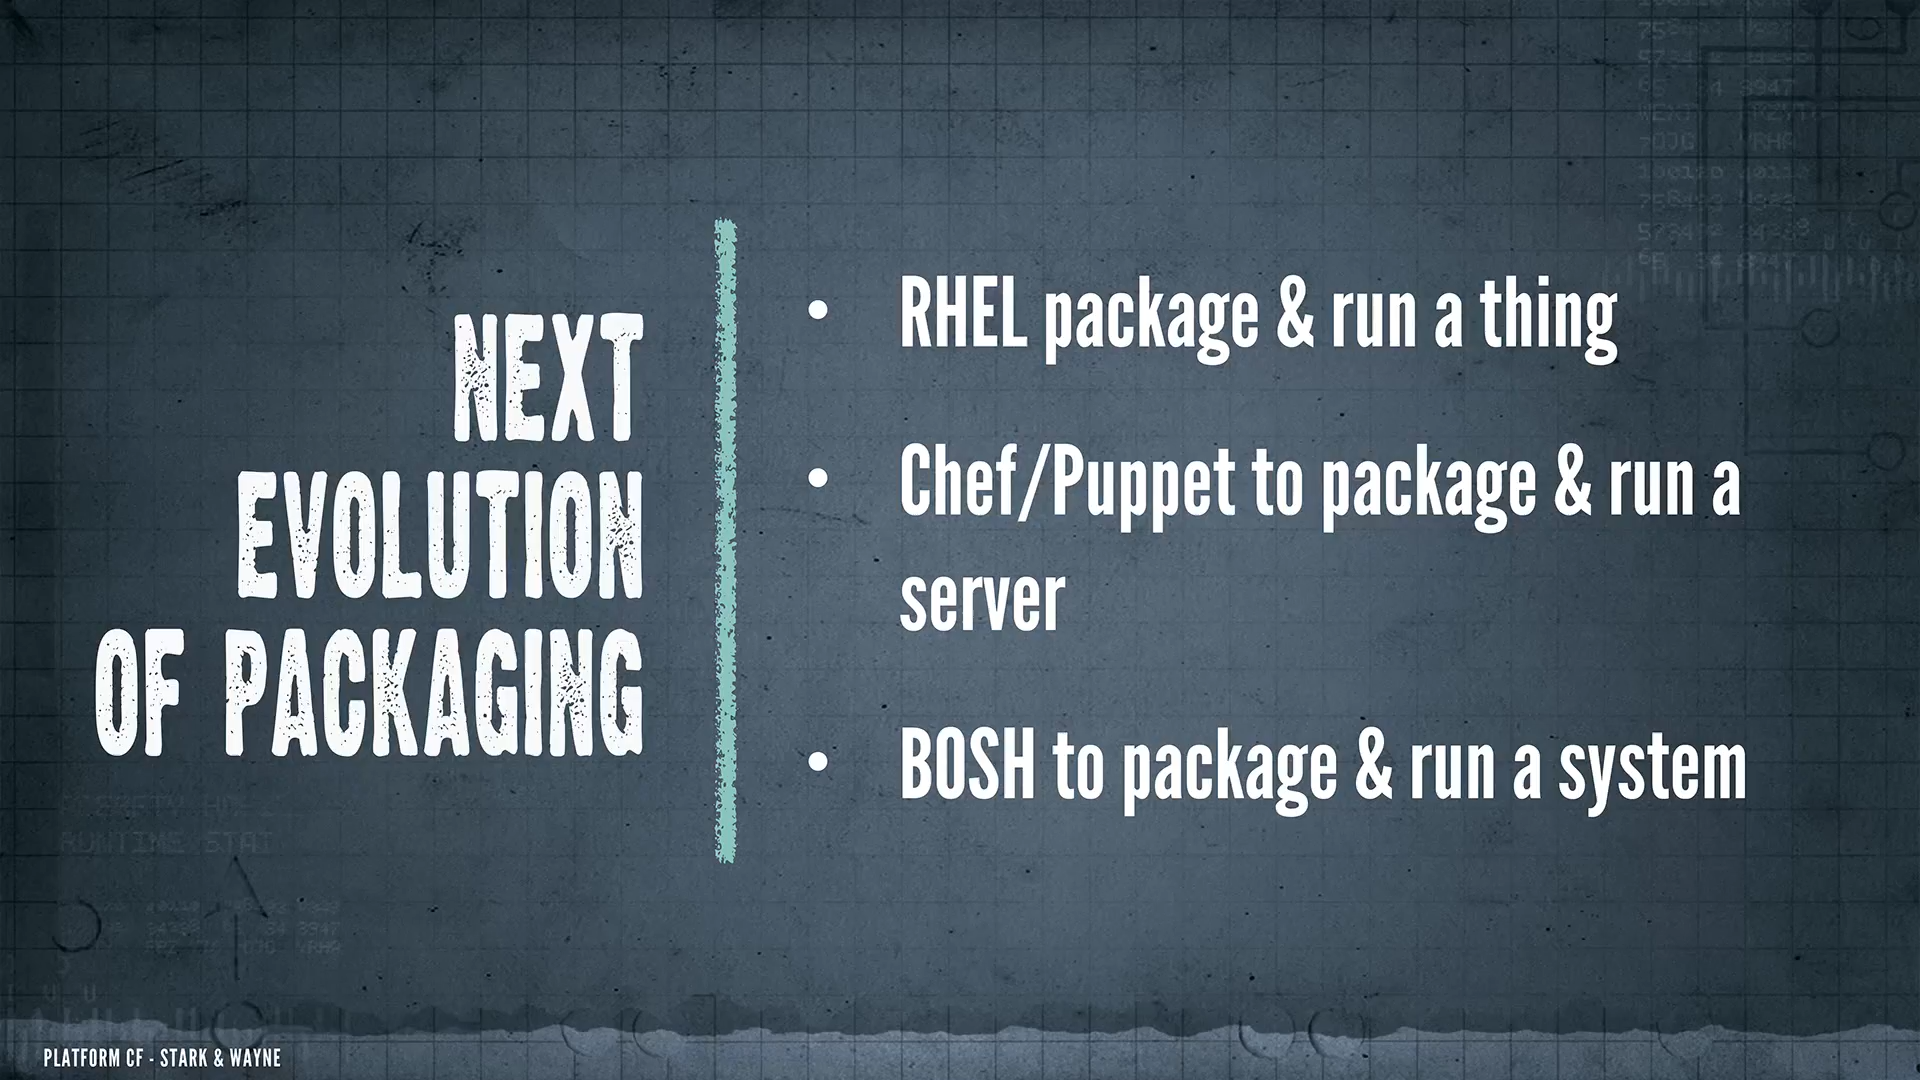 NEXT
EVOLUTION
OF PACKAGING
• RHEL package & run a thing
• Chef/Puppet to package & run a
server
• BOSH to package & run a system
PLATFORM CF - STARK & WAYNE